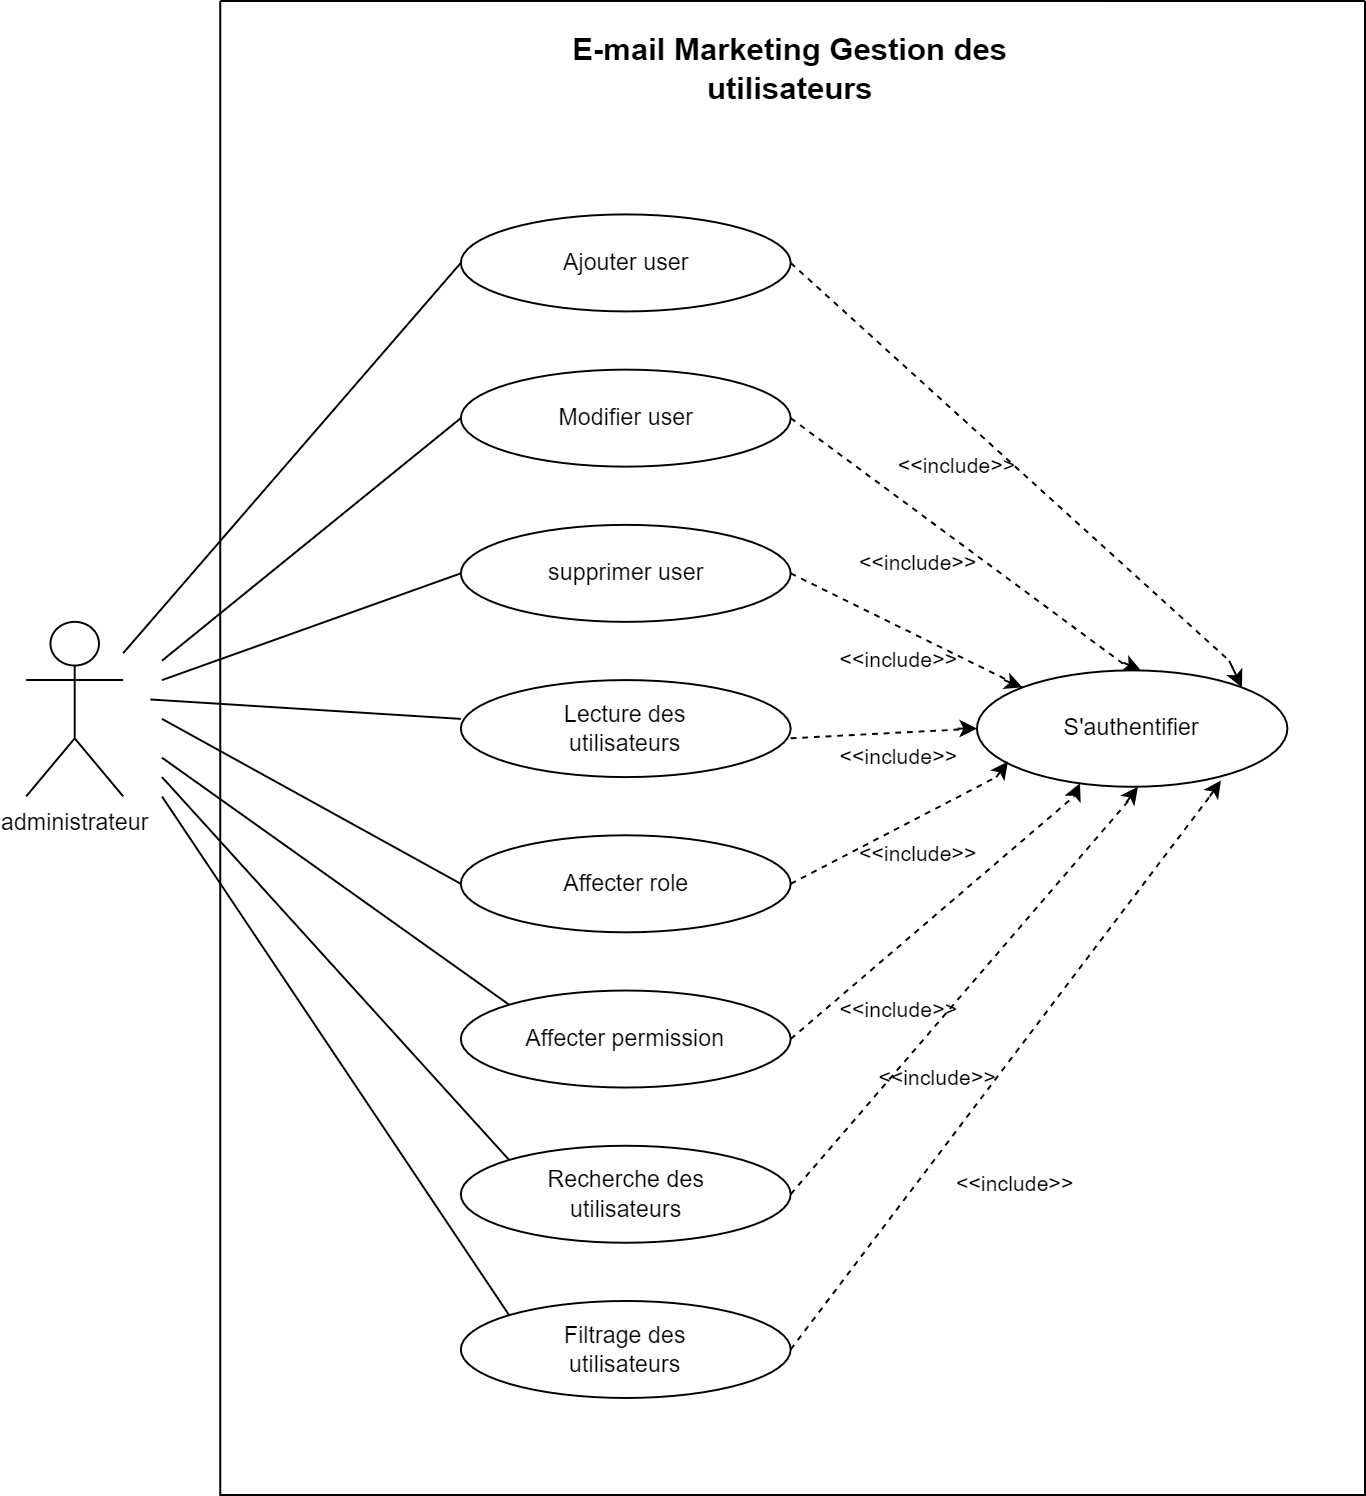 E-mail Marketing Gestion des
utilisateurs
Ajouter user
Modifier user
<<include>>
<<include>>
supprimer user
<<include>>
Lecture des
utilisateurs
S'authentifier
<<include>>
administrateur
<<include>>
Affecter role
<<include>>
Affecter permission
<<include>>
Recherche des
utilisateurs
<<include>>
Filtrage des
utilisateurs